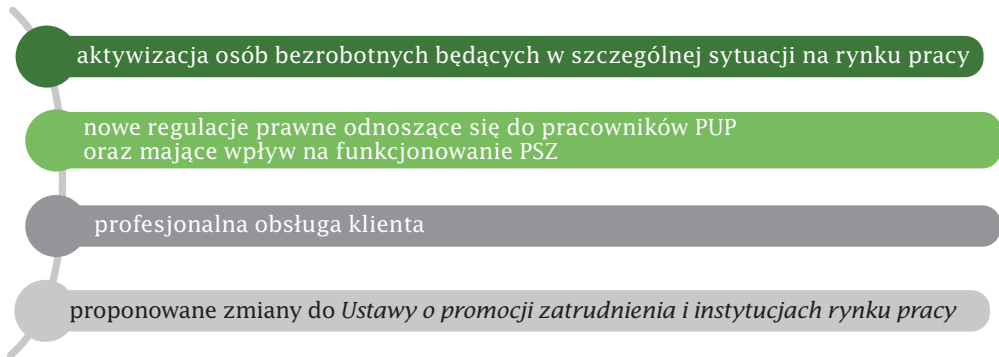 aktywizacja osób bezrobotnych będących w szczególnej sytuacji na rynku pracy
nowe regulacje prawne odnoszące się do pracowników PUP
oraz mające wpływ na funkcjonowanie PSZ
profesjonalna obsługa klienta
proponowane zmiany do Ustawy o promocji zatrudnienia i instytucjach rynku pracy